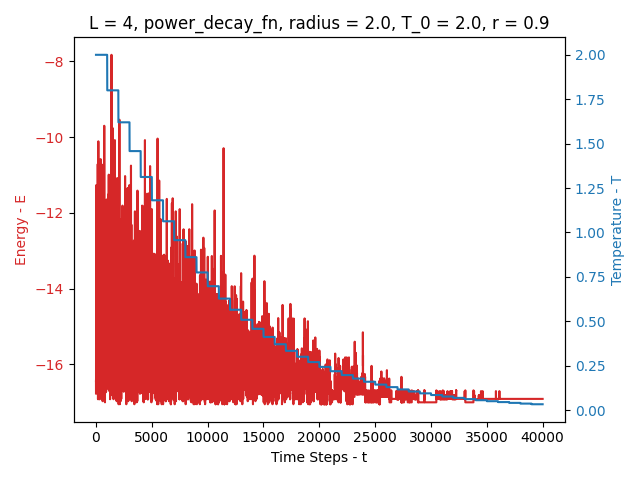 L = 4, power_decay_fn, radius = 2.0, T_0 = 2.0, r = 0.9
−8
−10
−12
−14
−16
Energy - E
2.00
1.75
1.50
1.25
1.00
0.75
0.50
0.25
0.00
Temperature - T
0 5000 10000 15000 20000 25000 30000 35000 40000
Time Steps - t